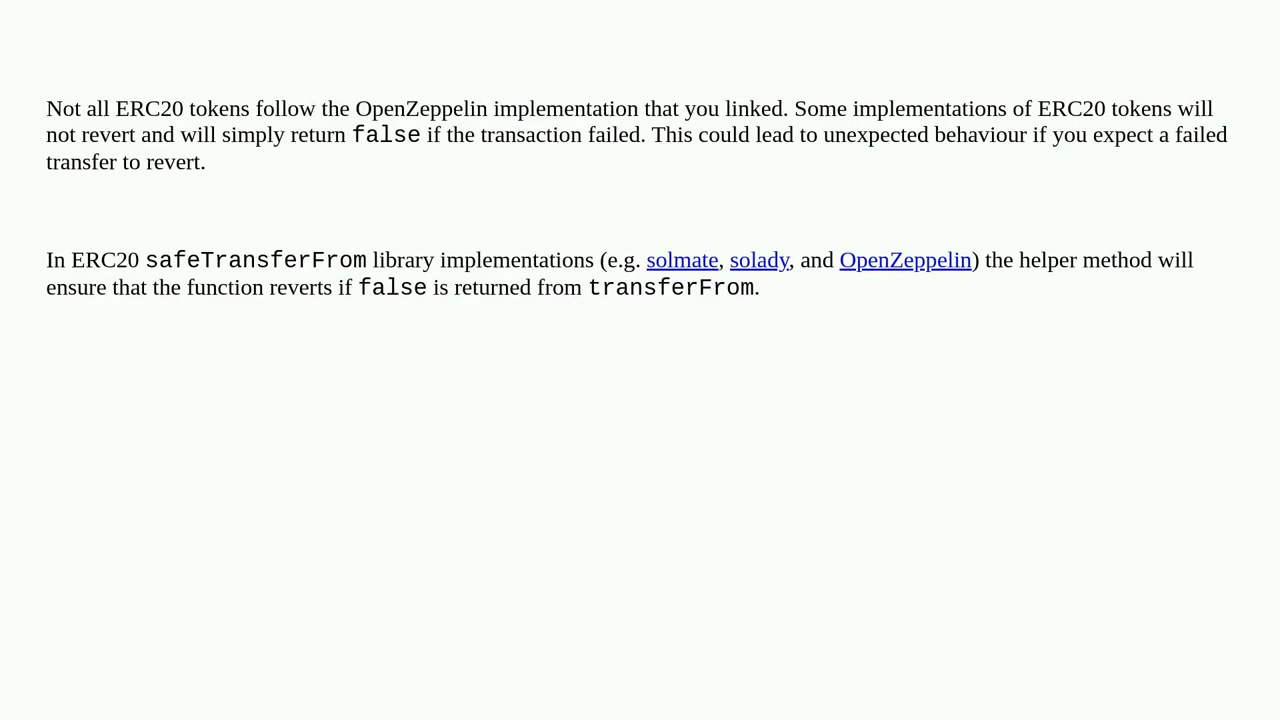 Not all ERC20 tokens follow the OpenZeppelin implementation that you linked. Some implementations of ERC20 tokens will
not revert and will simply return false if the transaction failed. This could lead to unexpected behaviour if you expect a failed
transfer to revert.
In ERC20 safeTransferFrom library implementations (e.g. solmate, solady, and OpenZeppelin) the helper method will
ensure that the function reverts if false is returned from transferFrom.